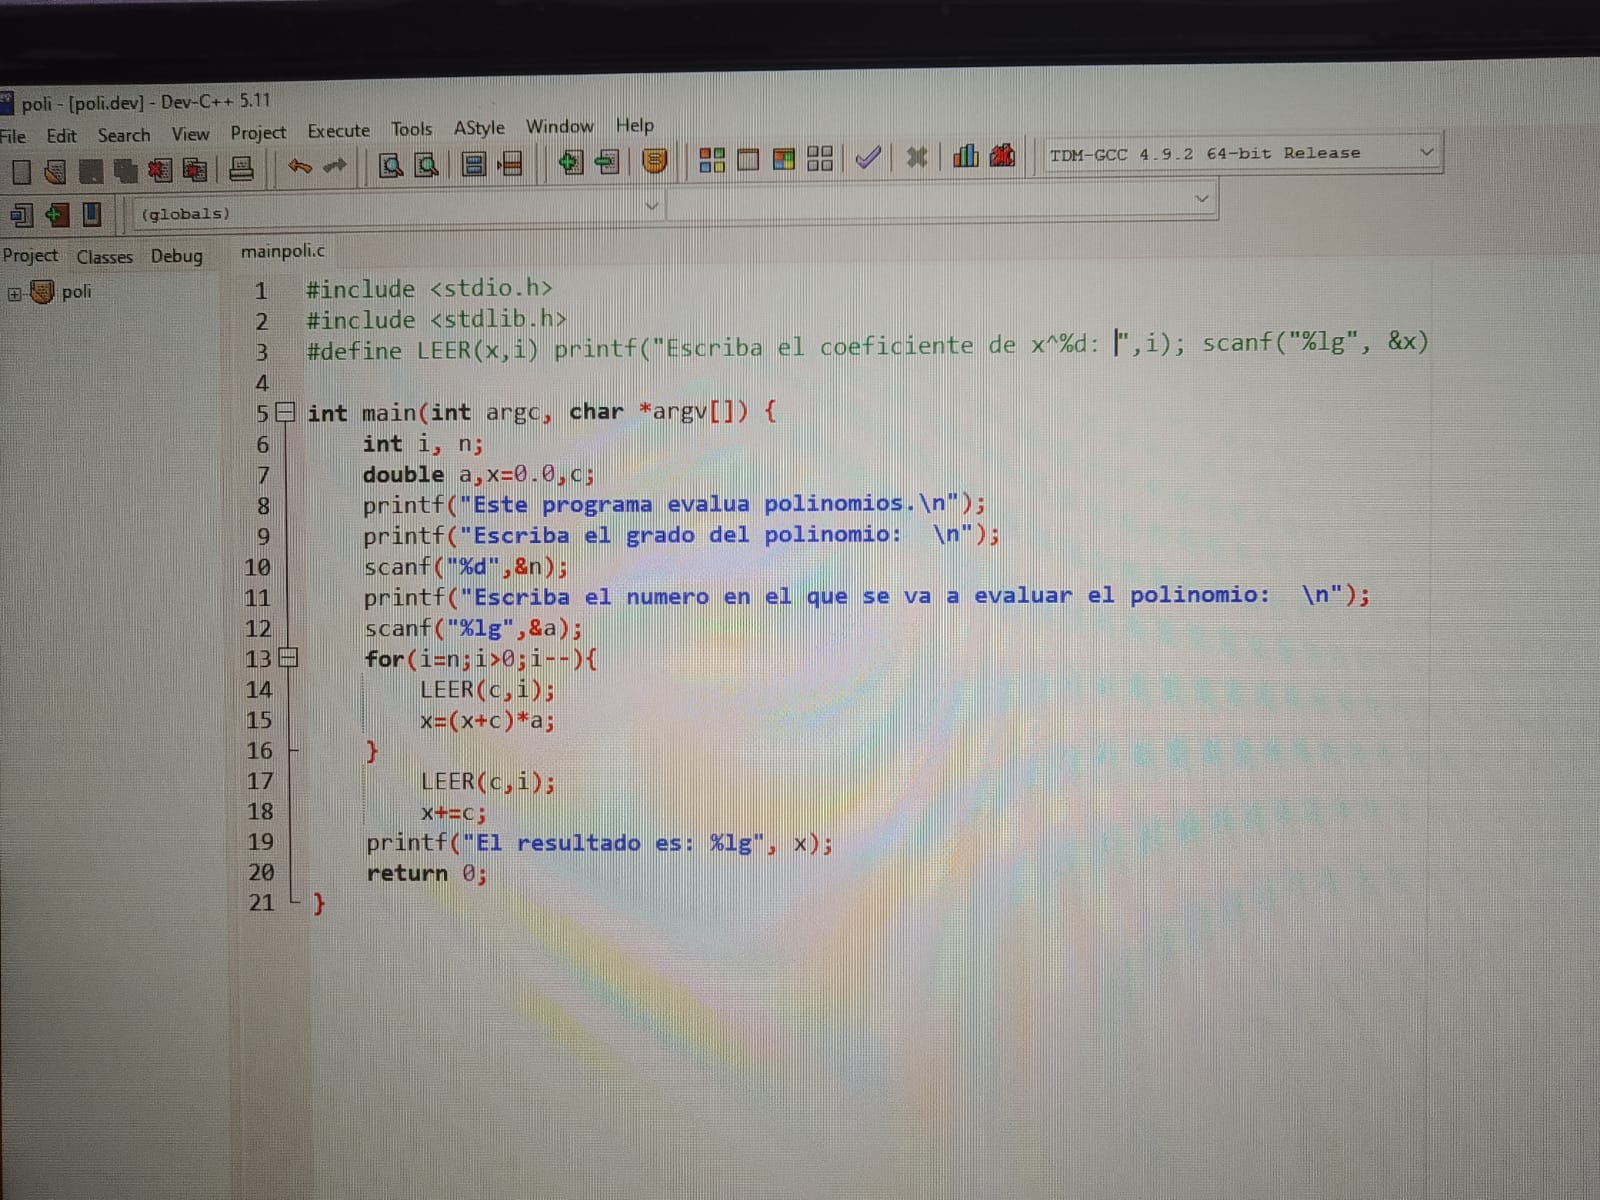 poli - [poli.dev] - Dev-C++ 5.11
File Edit Search View Project Execute Tools AStyle Window Help
TDM-GCC 4.9.2 64-bit Release
(globals)
Project Classes Debug
mainpoli.c
poli
1 #include <stdio.h>
2 #include <stdlib.h>
3 #define LEER(x,i) printf("Escriba el coeficiente de x^%d: ",i); scanf("%lg", &x)
4
5 int main(int argc, char *argv[]) {
6     int i, n;
7     double a,x=0.0,c;
8     printf("Este programa evalua polinomios.\n");
9     printf("Escriba el grado del polinomio:  \n");
10     scanf("%d",&n);
11     printf("Escriba el numero en el que se va a evaluar el polinomio:  \n");
12     scanf("%lg",&a);
13     for(i=n;i>0;i--){
14         LEER(c,i);
15         x=(x+c)*a;
16     }
17         LEER(c,i);
18         x+=c;
19     printf("El resultado es: %lg", x);
20     return 0;
21 }